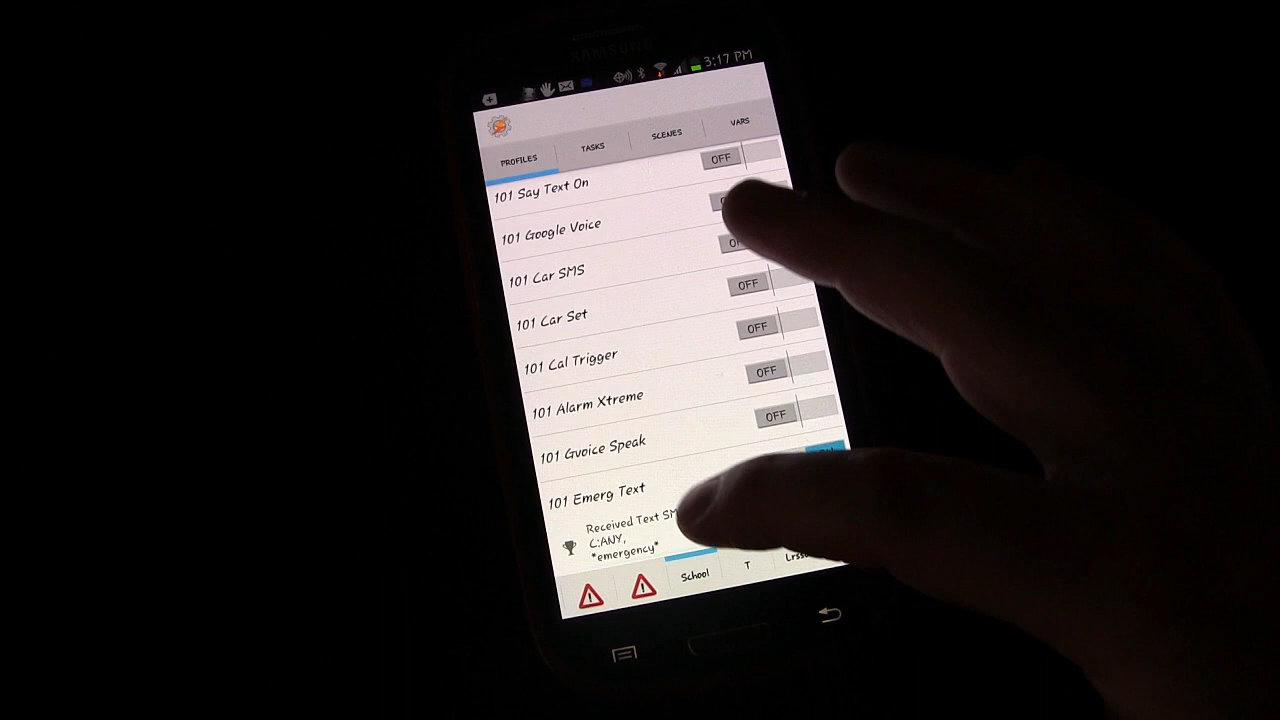 SAMSUNG
3:17 PM
PROFILES
TASKS
SCENES
VARS
OFF
101 Say Text On
101 Google Voice
101 Car SMS
OFF
101 Car Set
OFF
101 Cal Trigger
OFF
101 Alarm Xtreme
OFF
101 Gvoice Speak
101 Emerg Text
Received Text
C:ANY,
*emergency*
School
T